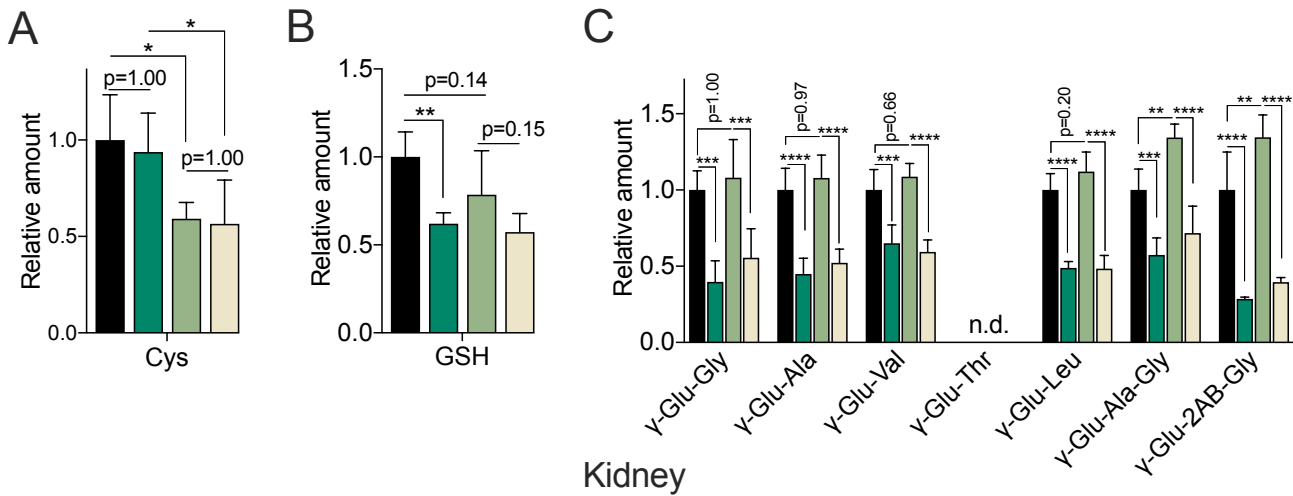 A
Relative amount
1.0
0.5
0.0
*
*
p=1.00
p=1.00
Cys
B
Relative amount
1.5
1.0
0.5
0.0
p=0.14
**
p=0.15
GSH
C
Relative amount
1.5
1.0
0.5
0.0
p=1.00
***
***
p=0.97
****
****
p=0.66
****
***
n.d.
p=0.20
****
****
** ****
***
** ****
****
γ-Glu-Gly
γ-Glu-Ala
γ-Glu-Val
γ-Glu-Thr
γ-Glu-Leu
γ-Glu-Ala-Gly
γ-Glu-2AB-Gly
Kidney